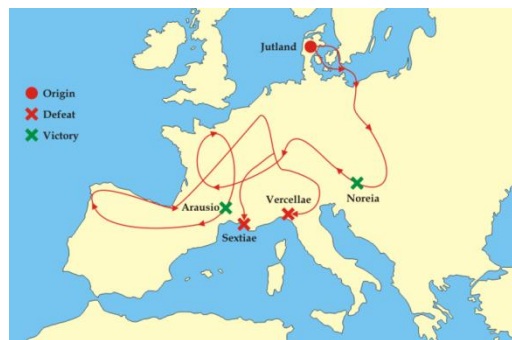 Jutland
Origin
Defeat
Victory
Arausio
Vercellae
Noreia
Sextiae